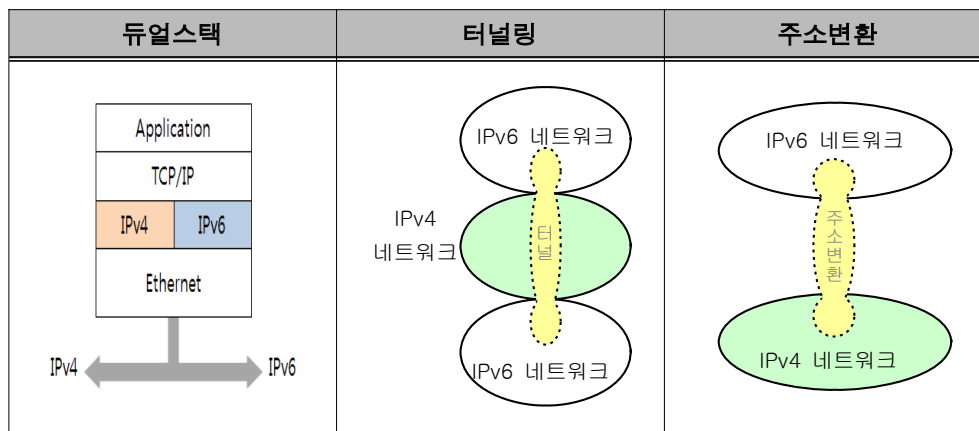 듀얼스택
터널링
주소변환
Application
TCP/IP
IPv4
IPv6
Ethernet
IPv4
IPv6
IPv6 네트워크
IPv4
네트워크
터널
IPv6 네트워크
IPv6 네트워크
주소변환
IPv4 네트워크